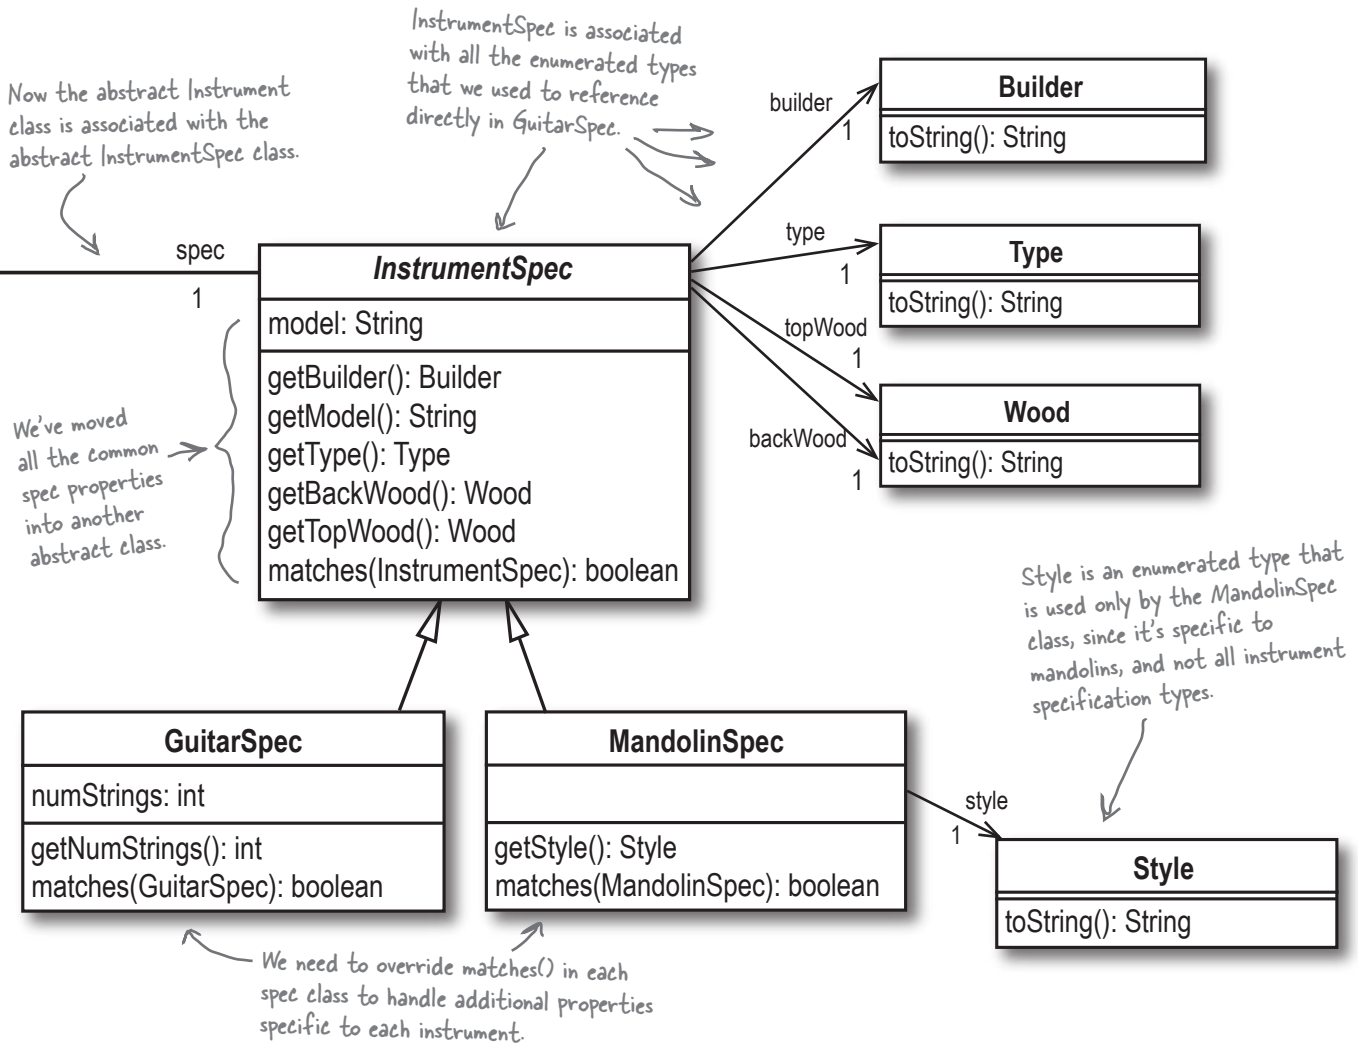 InstrumentSpec is associated
with all the enumerated types
that we used to reference
directly in GuitarSpec.
Now the abstract Instrument
class is associated with the
abstract InstrumentSpec class.
builder
1
Builder
toString(): String
type
1
Type
toString(): String
topWood
1
backWood
1
Wood
toString(): String
spec
1
InstrumentSpec
model: String
getBuilder(): Builder
getModel(): String
getType(): Type
getBackWood(): Wood
getTopWood(): Wood
matches(InstrumentSpec): boolean
We've moved
all the common
spec properties
into another
abstract class.
Style is an enumerated type that
is used only by the MandolinSpec
class, since it's specific to
mandolins, and not all instrument
specification types.
GuitarSpec
numStrings: int
getNumStrings(): int
matches(GuitarSpec): boolean
MandolinSpec
getStyle(): Style
matches(MandolinSpec): boolean
style
1
Style
toString(): String
We need to override matches() in each
spec class to handle additional properties
specific to each instrument.